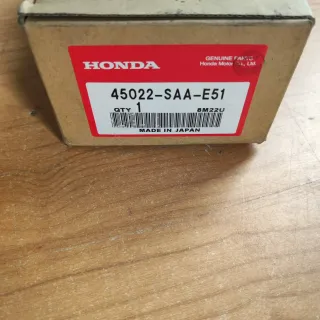 HONDA
GENUINE PARTS
Honda Motor Co., Ltd.
45022-SAA-E51
QTY 1 8M22U
MADE IN JAPAN